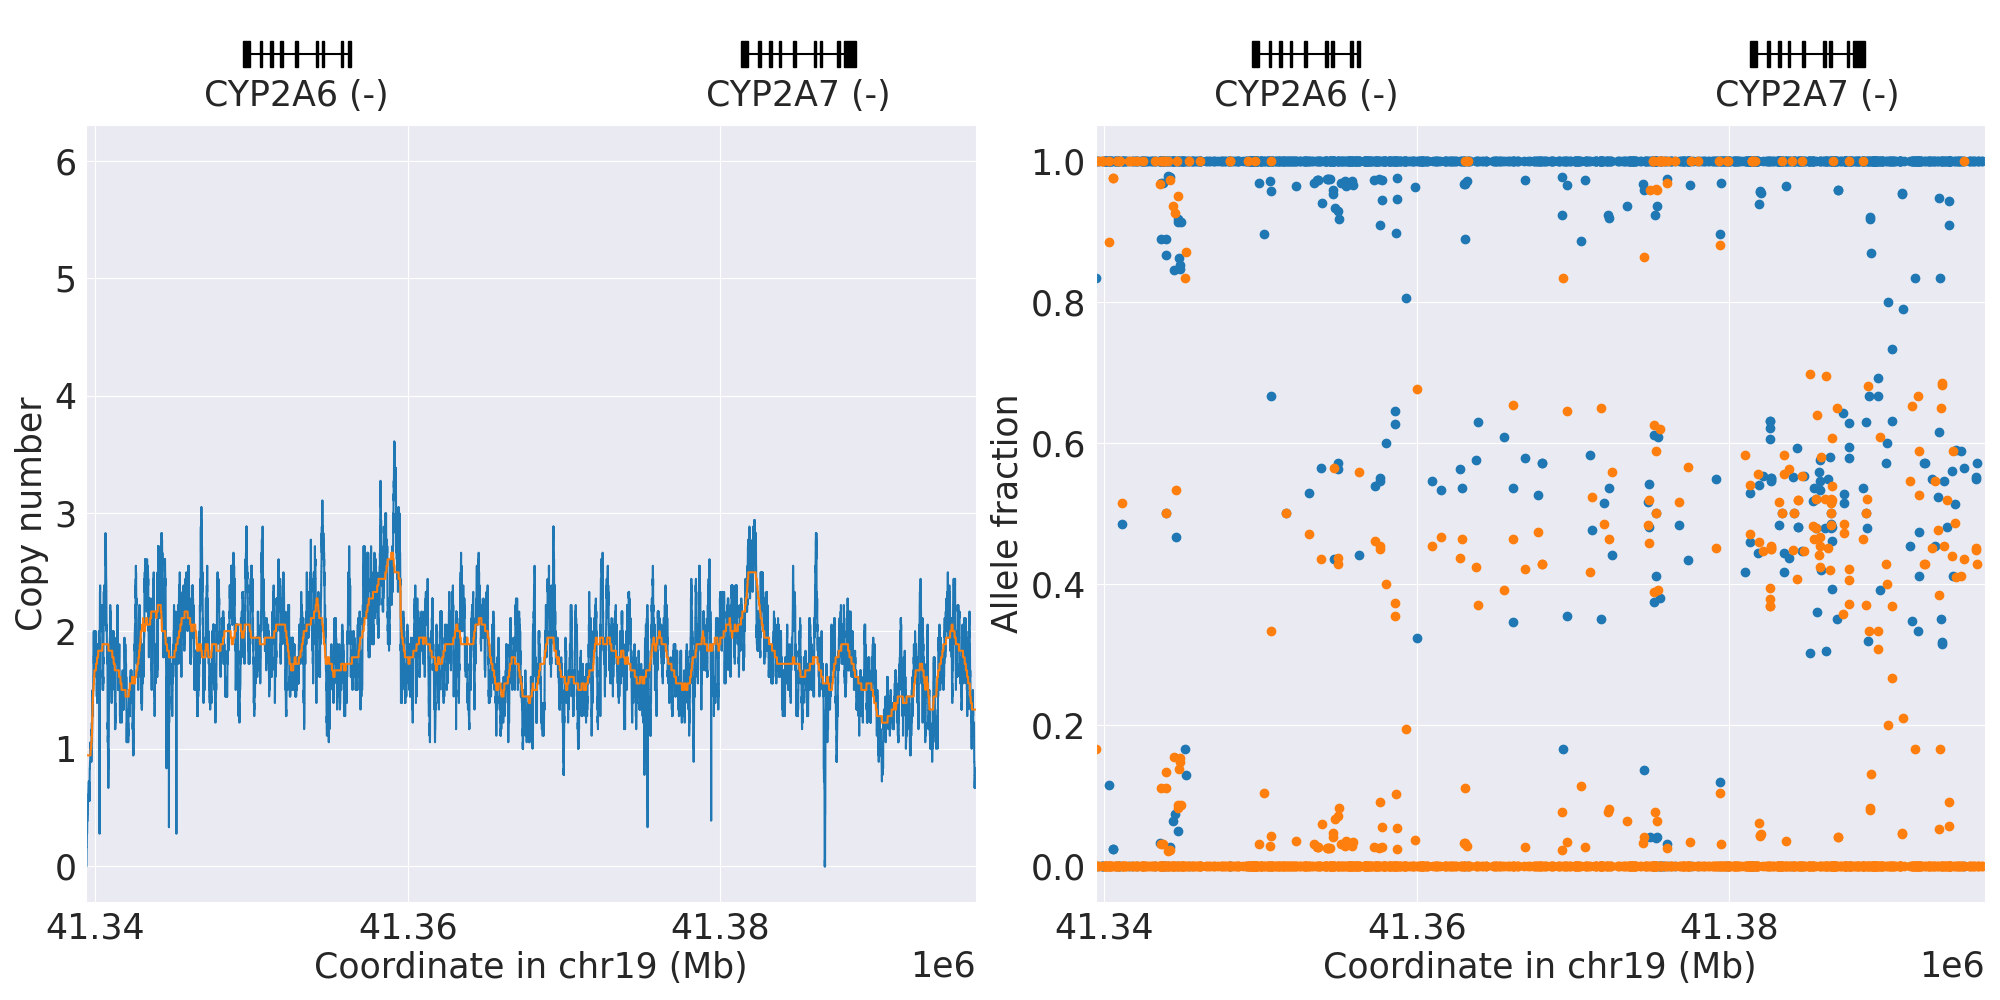 CYP2A6 (-)
CYP2A7 (-)
6
5
4
3
2
1
0
Copy number
41.34
41.36
41.38
Coordinate in chr19 (Mb)
1e6
CYP2A6 (-)
CYP2A7 (-)
1.0
0.8
0.6
0.4
0.2
0.0
Allele fraction
41.34
41.36
41.38
Coordinate in chr19 (Mb)
1e6